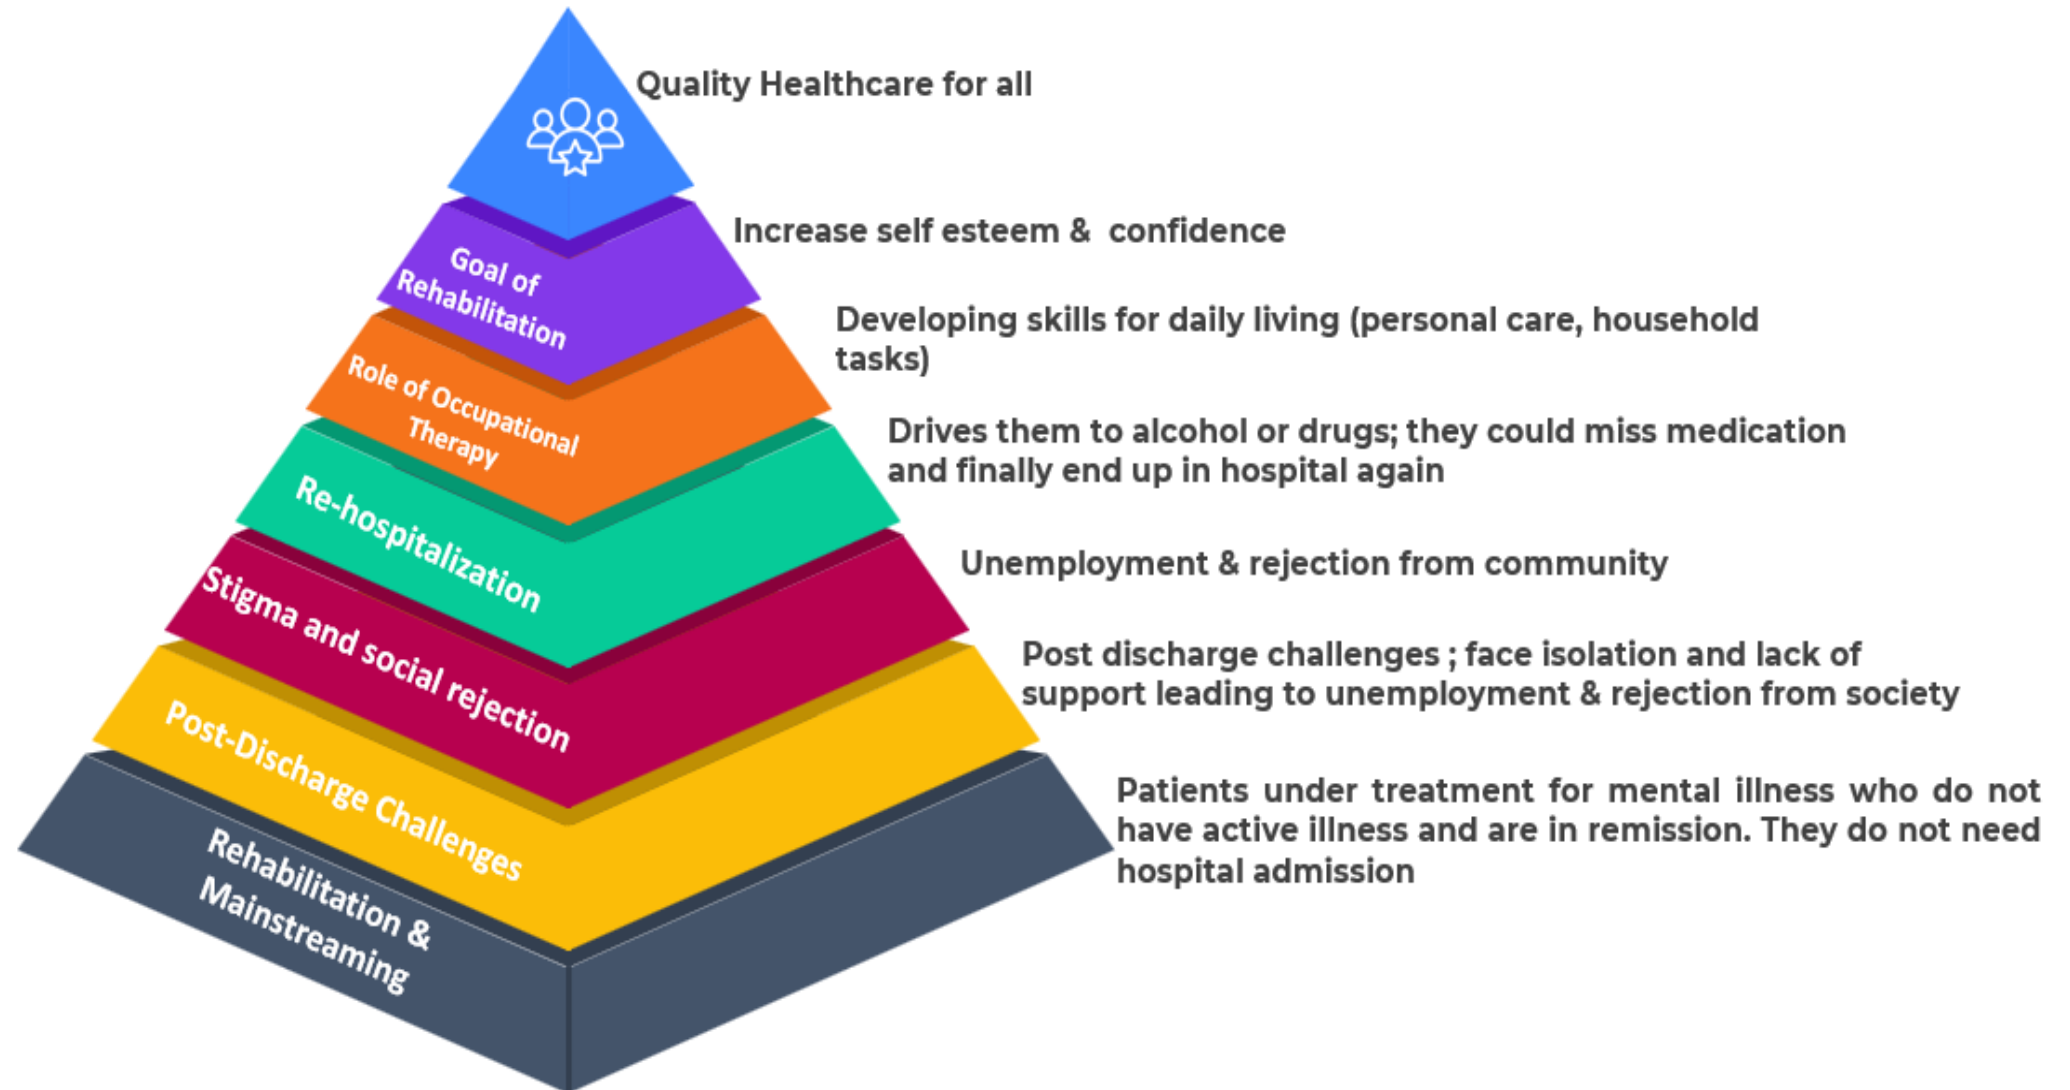 Quality Healthcare for all
Goal of
Rehabilitation
Increase self esteem & confidence
Role of Occupational
Therapy
Developing skills for daily living (personal care, household
tasks)
Re-hospitalization
Drives them to alcohol or drugs; they could miss medication
and finally end up in hospital again
Stigma and social rejection
Unemployment & rejection from community
Post-Discharge Challenges
Post discharge challenges ; face isolation and lack of
support leading to unemployment & rejection from society
Rehabilitation &
Mainstreaming
Patients under treatment for mental illness who do not
have active illness and are in remission. They do not need
hospital admission